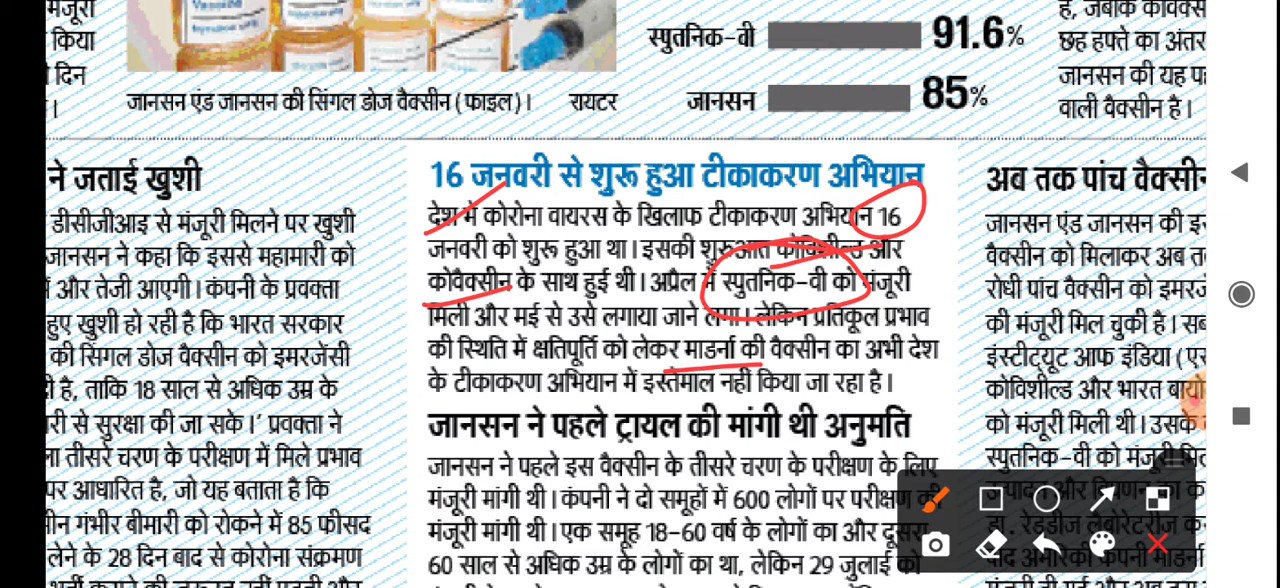 मंजूरी
किया
दिन
।
Vaccine
जानसन एंड जानसन की सिंगल डोज वैक्सीन (फाइल)। रायटर
स्पुतनिक-वी 91.6%
जानसन 85%
है, जबकि
छह हफ्ते का अंतर
जानसन की यह
वाली वैक्सीन है।
ने जताई खुशी
डीसीजीआइ से मंजूरी मिलने पर खुशी
जानसन ने कहा कि इससे महामारी को
और तेजी आएगी। कंपनी के प्रवक्ता
हुए खुशी हो रही है कि भारत सरकार
की सिंगल डोज वैक्सीन को इमरजेंसी
है, ताकि 18 साल से अधिक उम्र के
से सुरक्षा की जा सके।' प्रवक्ता ने
तीसरे चरण के परीक्षण में मिले प्रभाव
पर आधारित है, जो यह बताता है कि
गंभीर बीमारी को रोकने में 85 फीसद
लेने के 28 दिन बाद से कोरोना संक्रमण
16 जनवरी से शुरू हुआ टीकाकरण अभियान
देश में कोरोना वायरस के खिलाफ टीकाकरण अभियान 16
जनवरी को शुरू हुआ था। इसकी शुरुआत कोविशील्ड और
कोवैक्सीन के साथ हुई थी। अप्रैल में स्पुतनिक-वी को मंजूरी
मिली और मई से उसे लगाया जाने लगा। लेकिन प्रतिकूल प्रभाव
की स्थिति में क्षतिपूर्ति को लेकर माडर्ना की वैक्सीन का अभी देश
के टीकाकरण अभियान में इस्तेमाल नहीं किया जा रहा है।
जानसन ने पहले ट्रायल की मांगी थी अनुमति
जानसन ने पहले इस वैक्सीन के तीसरे चरण के परीक्षण के लिए
मंजूरी मांगी थी। कंपनी ने दो समूहों में 600 लोगों पर परीक्षण की
मंजूरी मांगी थी। एक समूह 18-60 वर्ष के लोगों का और दूसरा
60 साल से अधिक उम्र के लोगों का था, लेकिन 29 जुलाई को
अब तक पांच
जानसन एंड जानसन की
वैक्सीन को मिलाकर अब
रोधी पांच वैक्सीन को
की मंजूरी मिल चुकी है।
इंस्टीट्यूट आफ इंडिया
कोविशील्ड और भारत
को मंजूरी मिली थी। उसके
स्पुतनिक-वी को मंजूरी
डा. रेड्डीज लेबोरेटरीज
बाद अमेरिकी कंपनी माडर्ना